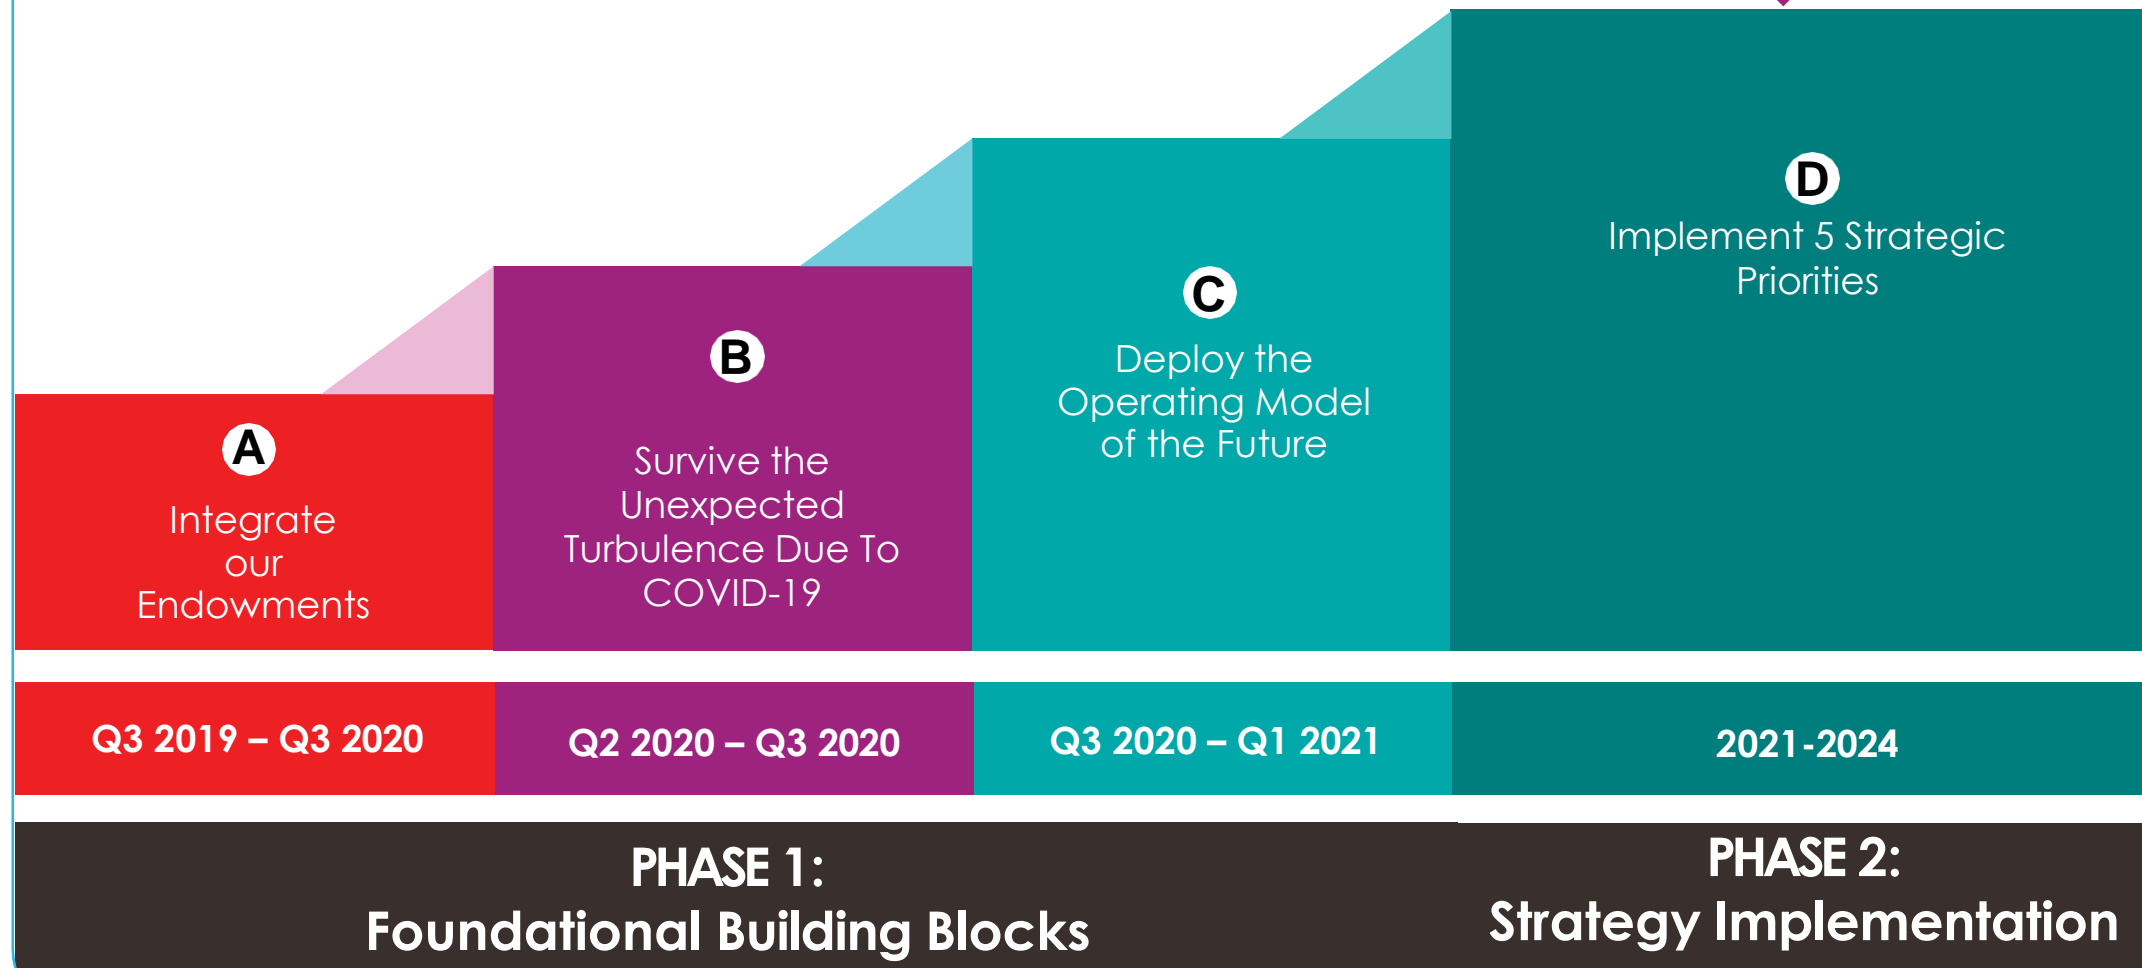 A
Integrate
our
Endowments
B
Survive the
Unexpected
Turbulence Due To
COVID-19
C
Deploy the
Operating Model
of the Future
D
Implement 5 Strategic
Priorities
Q3 2019 – Q3 2020
Q2 2020 – Q3 2020
Q3 2020 – Q1 2021
2021-2024
PHASE 1:
Foundational Building Blocks
PHASE 2:
Strategy Implementation